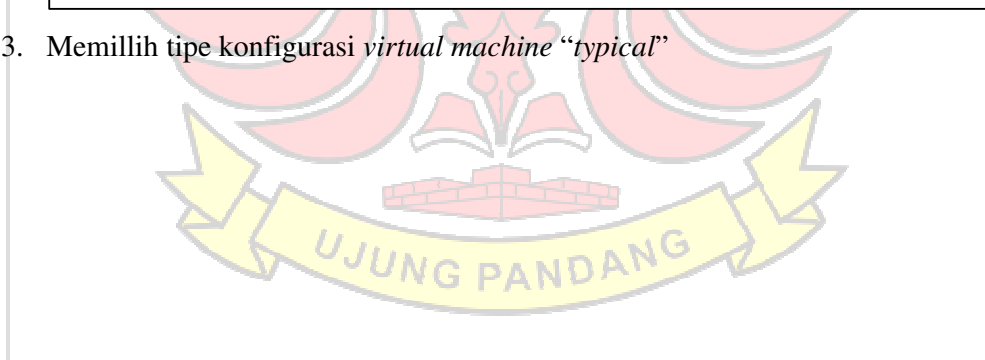 3. Memillih tipe konfigurasi virtual machine “typical”
UJUNG PANDANG